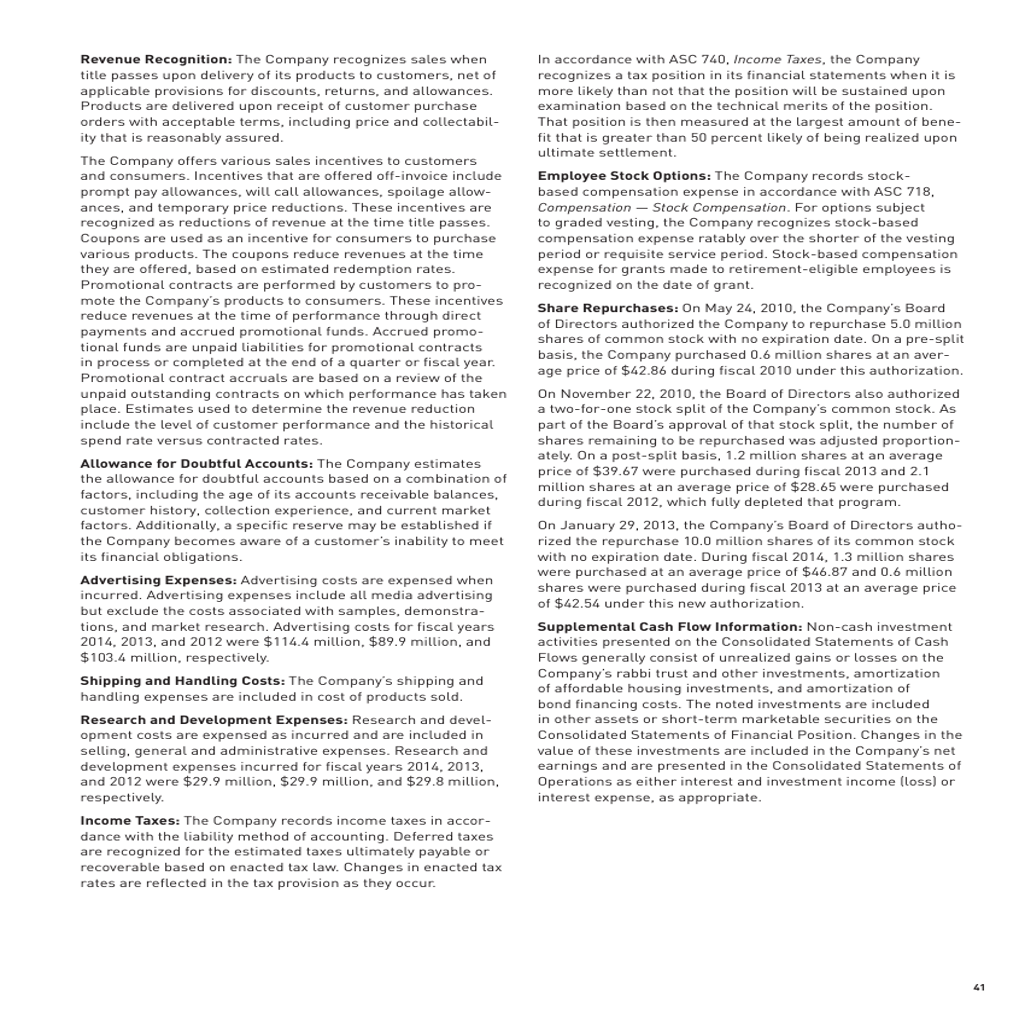 Revenue Recognition: The Company recognizes sales when
title passes upon delivery of its products to customers, net of
applicable provisions for discounts, returns, and allowances.
Products are delivered upon receipt of customer purchase
orders with acceptable terms, including price and collectabil-
ity that is reasonably assured.
The Company offers various sales incentives to customers
and consumers. Incentives that are offered off-invoice include
prompt pay allowances, will call allowances, spoilage allow-
ances, and temporary price reductions. These incentives are
recognized as reductions of revenue at the time title passes.
Coupons are used as an incentive for consumers to purchase
various products. The coupons reduce revenues at the time
they are offered, based on estimated redemption rates.
Promotional contracts are performed by customers to pro-
mote the Company's products to consumers. These incentives
reduce revenues at the time of performance through direct
payments and accrued promotional funds. Accrued promo-
tional funds are unpaid liabilities for promotional contracts
in process or completed at the end of a quarter or fiscal year.
Promotional contract accruals are based on a review of the
unpaid outstanding contracts on which performance has taken
place. Estimates used to determine the revenue reduction
include the level of customer performance and the historical
spend rate versus contracted rates.
Allowance for Doubtful Accounts: The Company estimates
the allowance for doubtful accounts based on a combination of
factors, including the age of its accounts receivable balances,
customer history, collection experience, and current market
factors. Additionally, a specific reserve may be established if
the Company becomes aware of a customer's inability to meet
its financial obligations.
Advertising Expenses: Advertising costs are expensed when
incurred. Advertising expenses include all media advertising
but exclude the costs associated with samples, demonstra-
tions, and market research. Advertising costs for fiscal years
2014, 2013, and 2012 were $114.4 million, $89.9 million, and
$103.4 million, respectively.
Shipping and Handling Costs: The Company's shipping and
handling expenses are included in cost of products sold.
Research and Development Expenses: Research and devel-
opment costs are expensed as incurred and are included in
selling, general and administrative expenses. Research and
development expenses incurred for fiscal years 2014, 2013,
and 2012 were $29.9 million, $29.9 million, and $29.8 million,
respectively.
Income Taxes: The Company records income taxes in accor-
dance with the liability method of accounting. Deferred taxes
are recognized for the estimated taxes ultimately payable or
recoverable based on enacted tax law. Changes in enacted tax
rates are reflected in the tax provision as they occur.
In accordance with ASC 740, Income Taxes, the Company
recognizes a tax position in its financial statements when it is
more likely than not that the position will be sustained upon
examination based on the technical merits of the position.
That position is then measured at the largest amount of bene-
fit that is greater than 50 percent likely of being realized upon
ultimate settlement.
Employee Stock Options: The Company records stock-
based compensation expense in accordance with ASC 718,
Compensation — Stock Compensation. For options subject
to graded vesting, the Company recognizes stock-based
compensation expense ratably over the shorter of the vesting
period or requisite service period. Stock-based compensation
expense for grants made to retirement-eligible employees is
recognized on the date of grant.
Share Repurchases: On May 24, 2010, the Company's Board
of Directors authorized the Company to repurchase 5.0 million
shares of common stock with no expiration date. On a pre-split
basis, the Company purchased 0.6 million shares at an aver-
age price of $42.86 during fiscal 2010 under this authorization.
On November 22, 2010, the Board of Directors also authorized
a two-for-one stock split of the Company's common stock. As
part of the Board's approval of that stock split, the number of
shares remaining to be repurchased was adjusted proportion-
ately. On a post-split basis, 1.2 million shares at an average
price of $39.67 were purchased during fiscal 2013 and 2.1
million shares at an average price of $28.65 were purchased
during fiscal 2012, which fully depleted that program.
On January 29, 2013, the Company's Board of Directors autho-
rized the repurchase 10.0 million shares of its common stock
with no expiration date. During fiscal 2014, 1.3 million shares
were purchased at an average price of $46.87 and 0.6 million
shares were purchased during fiscal 2013 at an average price
of $42.54 under this new authorization.
Supplemental Cash Flow Information: Non-cash investment
activities presented on the Consolidated Statements of Cash
Flows generally consist of unrealized gains or losses on the
Company's rabbi trust and other investments, amortization
of affordable housing investments, and amortization of
bond financing costs. The noted investments are included
in other assets or short-term marketable securities on the
Consolidated Statements of Financial Position. Changes in the
value of these investments are included in the Company's net
earnings and are presented in the Consolidated Statements of
Operations as either interest and investment income (loss) or
interest expense, as appropriate.
41